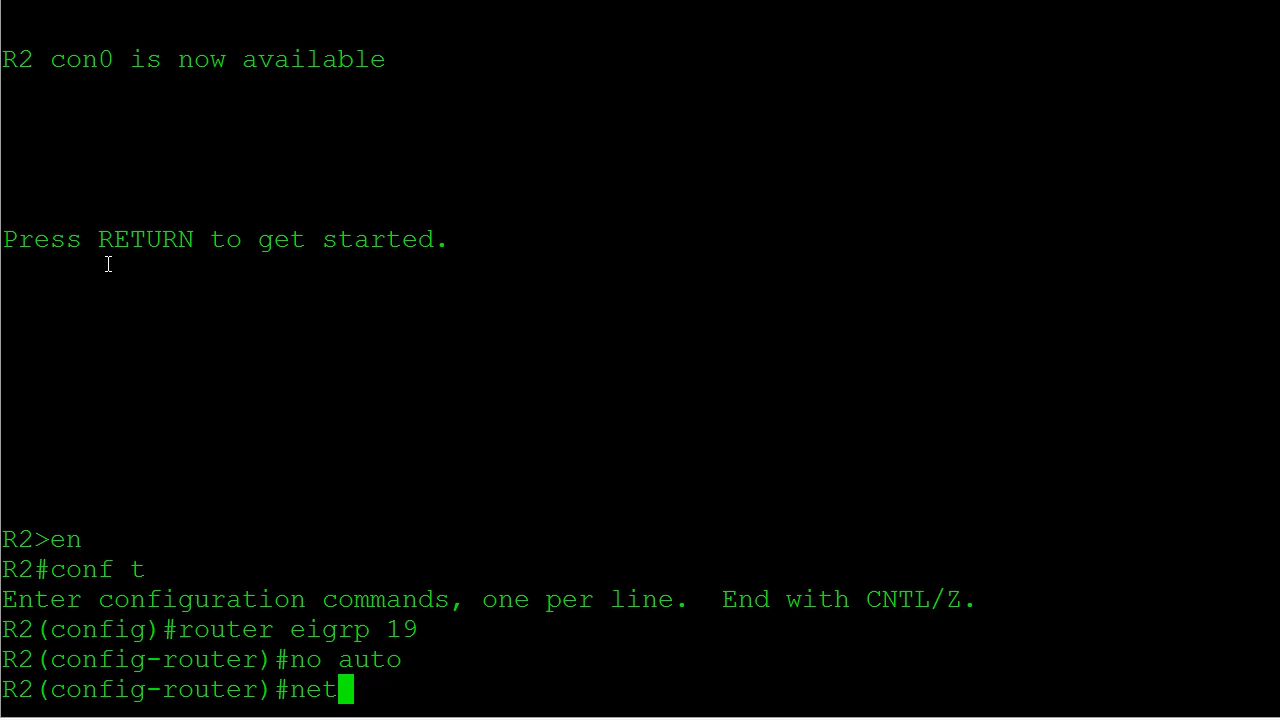 R2 con0 is now available
Press RETURN to get started.
R2>en
R2#conf t
Enter configuration commands, one per line.  End with CNTL/Z.
R2(config)#router eigrp 19
R2(config-router)#no auto
R2(config-router)#net